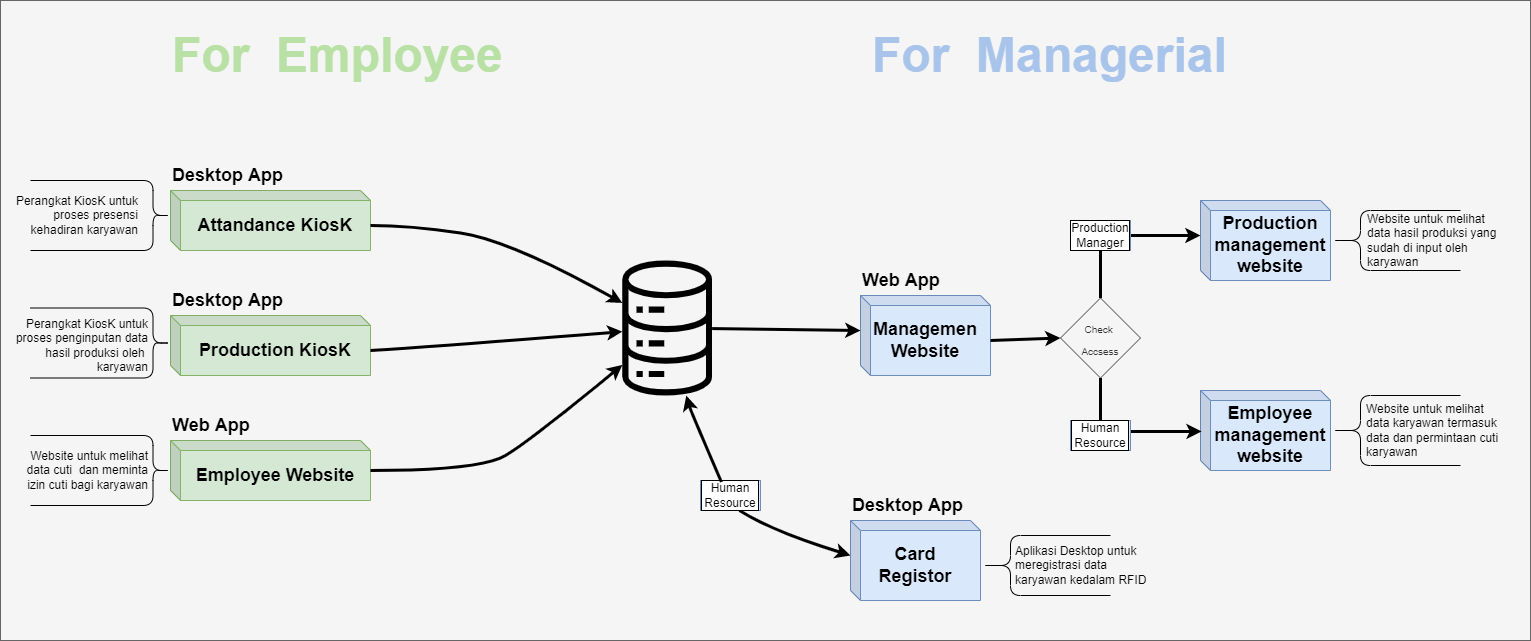 For Employee
For Managerial
Desktop App
Perangkat KiosK untuk
proses presensi
kehadiran karyawan
Attandance KiosK
Desktop App
Perangkat KiosK untuk
proses penginputan data
hasil produksi oleh
karyawan
Production KiosK
Web App
Website untuk melihat
data cuti dan meminta
izin cuti bagi karyawan
Employee Website
Web App
Managemen
Website
Check
Accsess
Production
Manager
Production
management
website
Website untuk melihat
data hasil produksi yang
sudah di input oleh
karyawan
Human
Resource
Employee
management
website
Website untuk melihat
data karyawan termasuk
data dan permintaan cuti
karyawan
Human
Resource
Desktop App
Card
Registor
Aplikasi Desktop untuk
meregistrasi data
karyawan kedalam RFID